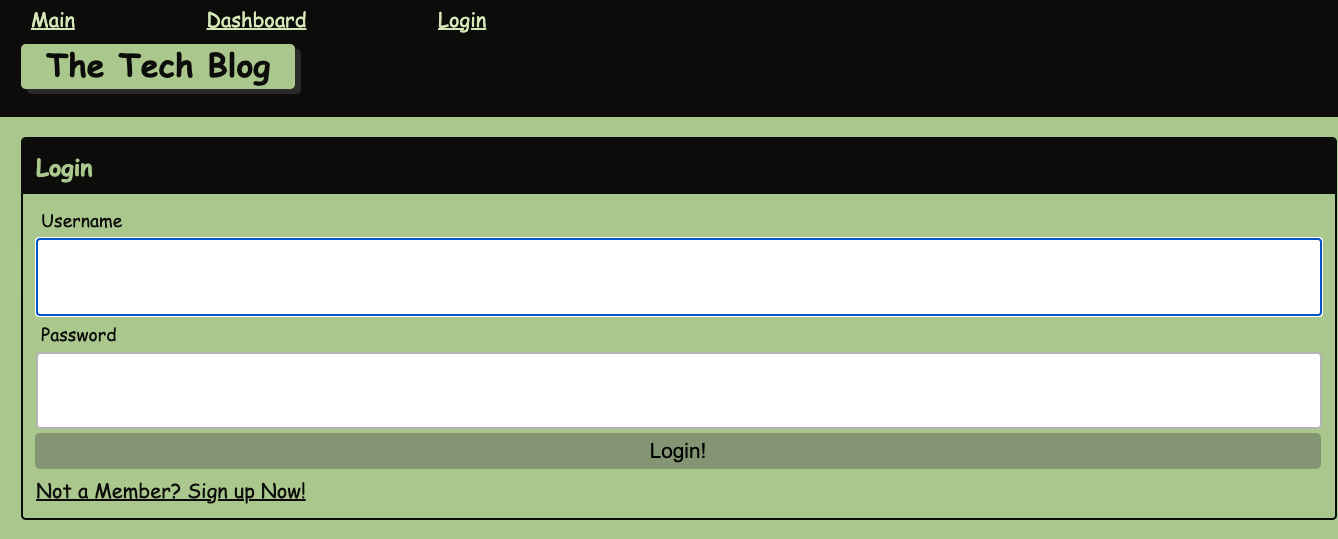 Main Dashboard Login
The Tech Blog
Login
Username
Password
Login!
Not a Member? Sign up Now!